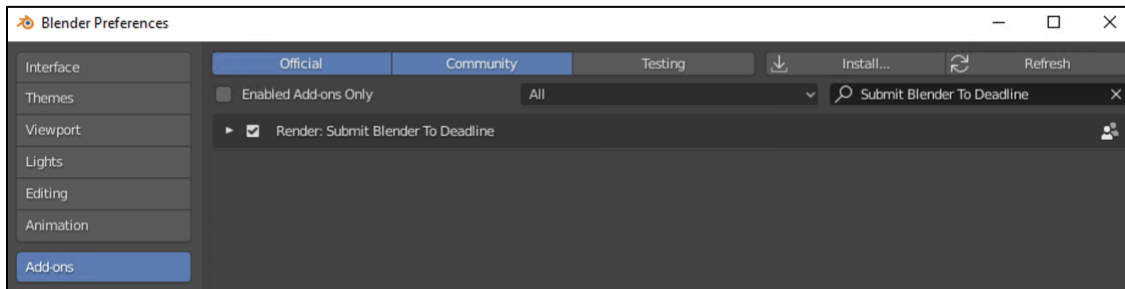 Blender Preferences
Interface
Themes
Viewport
Lights
Editing
Animation
Add-ons
Official Community Testing Install... Refresh
Enabled Add-ons Only All Submit Blender To Deadline
Render: Submit Blender To Deadline